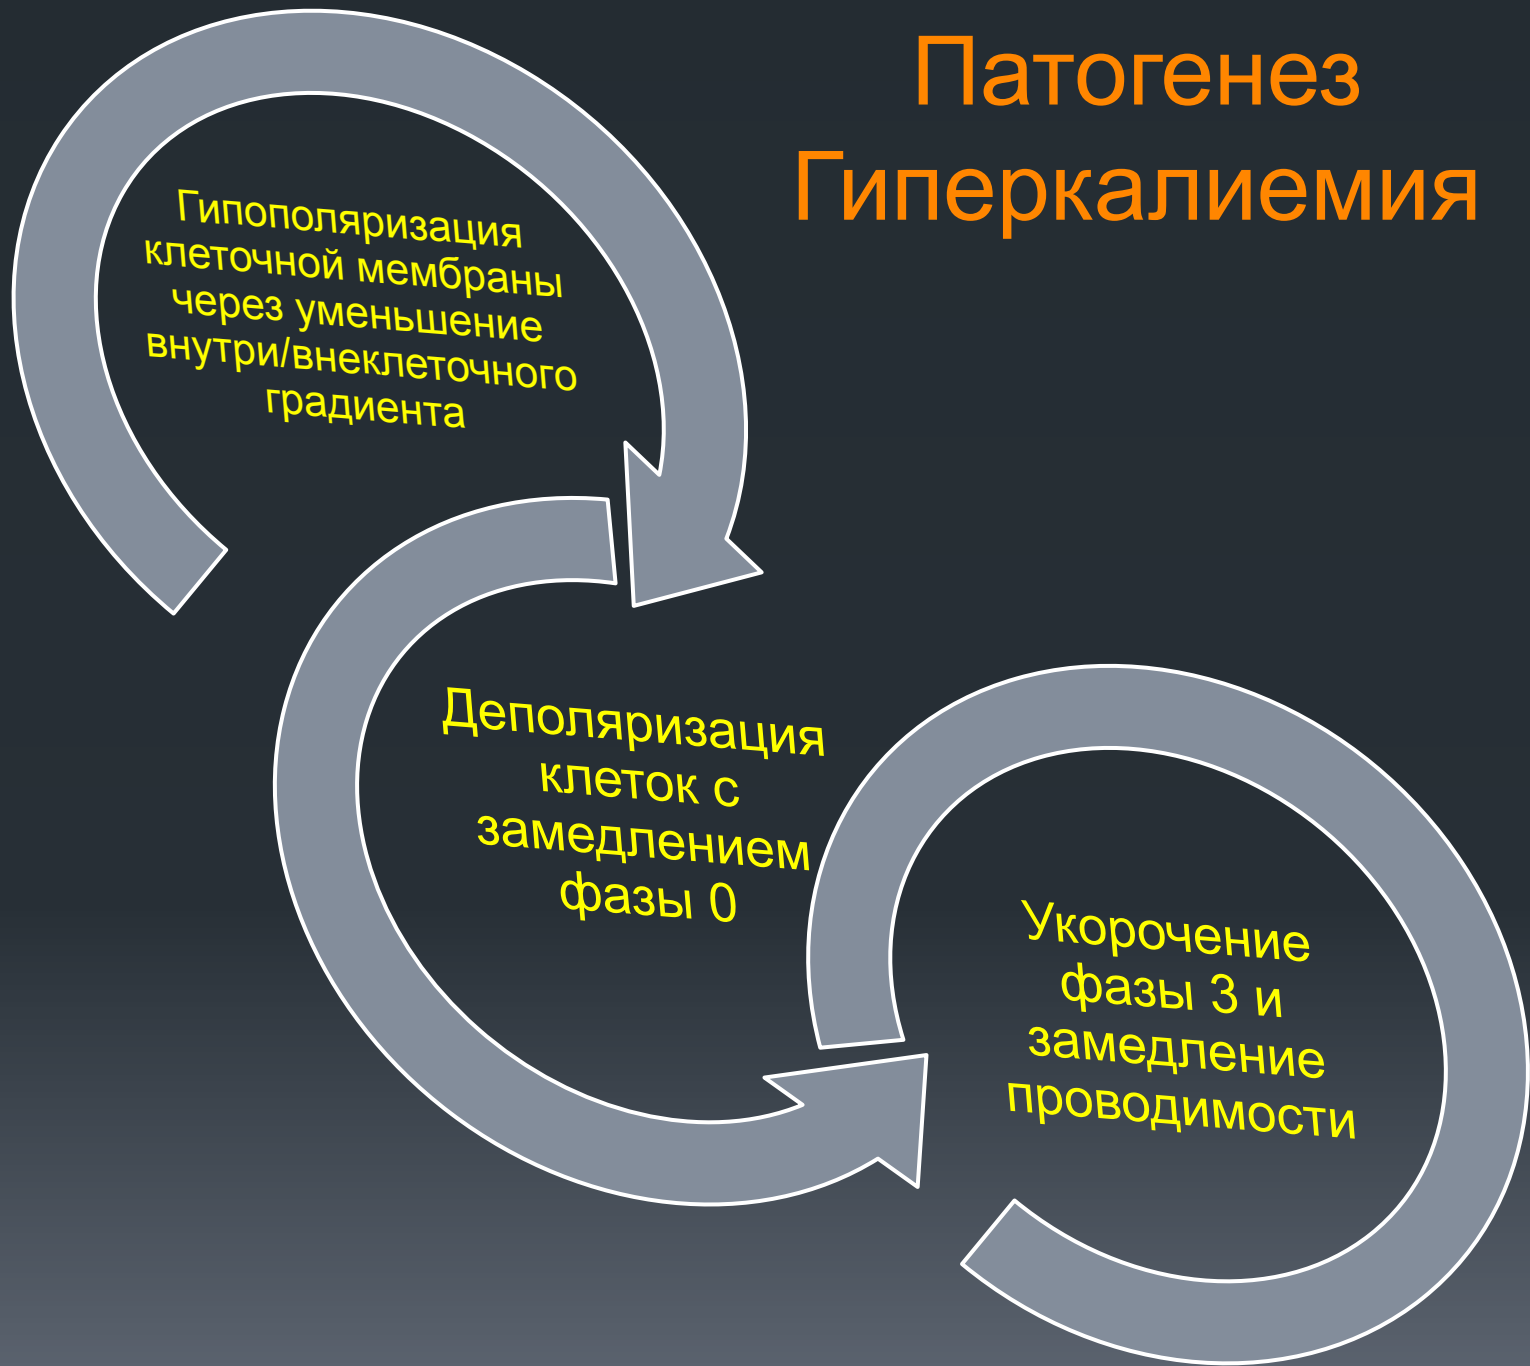 Патогенез
Гиперкалиемия
Гипополяризация
клеточной мембраны
через уменьшение
внутри/внеклеточного
градиента
Деполяризация
клеток с
замедлением
фазы 0
Укорочение
фазы 3 и
замедление
проводимости